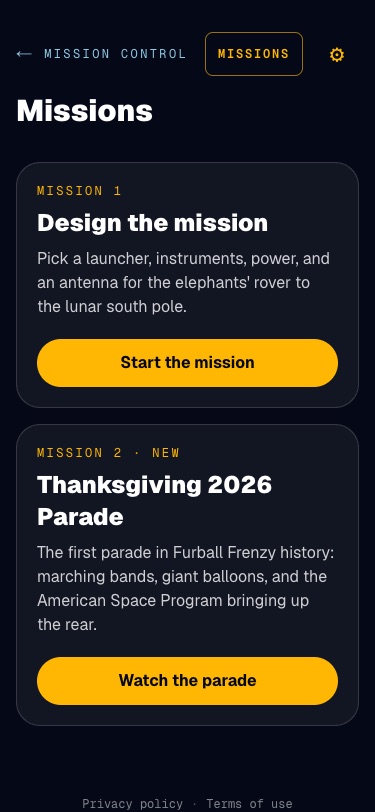 ← MISSION CONTROL MISSIONS ⚙
Missions
MISSION 1
Design the mission
Pick a launcher, instruments, power, and
an antenna for the elephants' rover to
the lunar south pole.
Start the mission
MISSION 2 · NEW
Thanksgiving 2026
Parade
The first parade in Furball Frenzy history:
marching bands, giant balloons, and the
American Space Program bringing up
the rear.
Watch the parade
Privacy policy · Terms of use